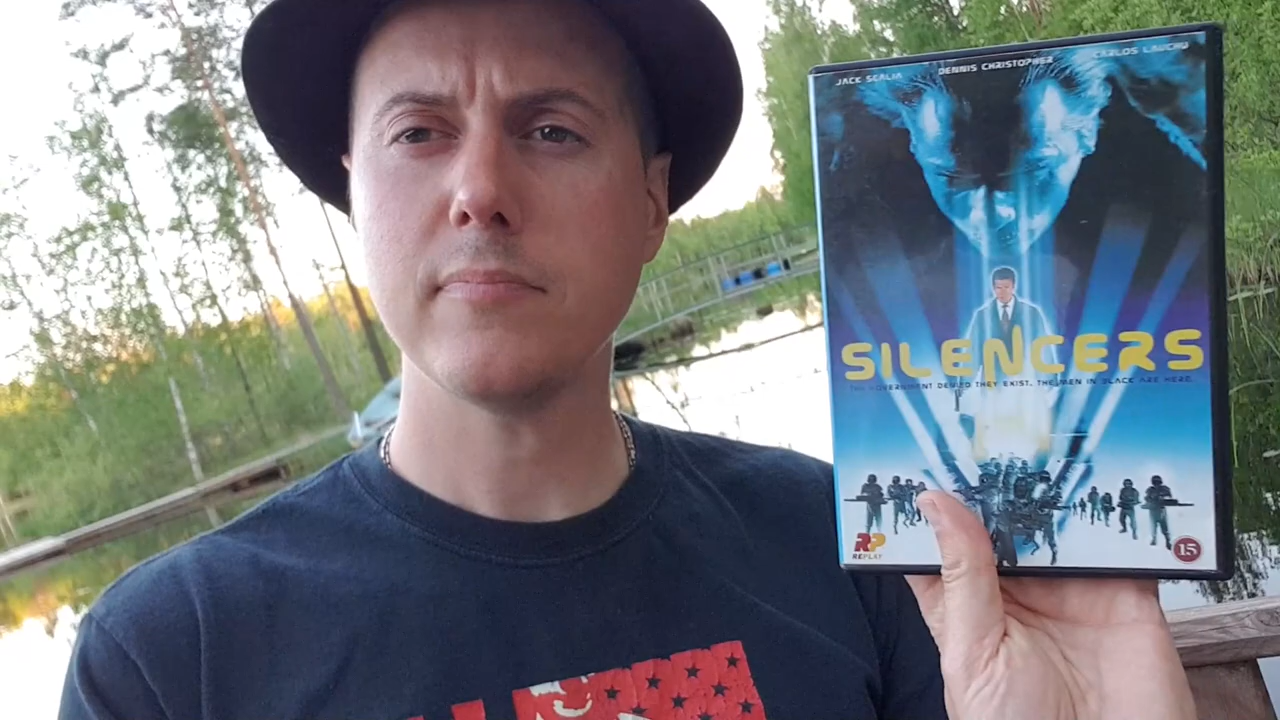 JACK SCALIA
DENNIS CHRISTOPHER
CARLOS LAUCHU
SILENCERS
THE GOVERNMENT DENIED THEY EXIST. THE MEN IN BLACK ARE HERE.
RP
REPLAY
15